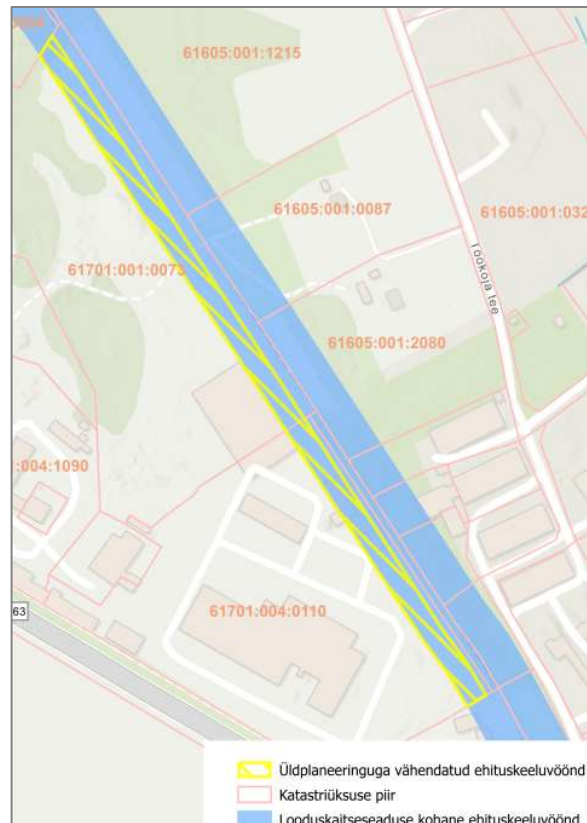 61605:001:1215
61605:001:0087
61605:001:032
61701:001:0073
Töökoja tee
61605:001:2080
:004:1090
61701:004:0110
63
Üldplaneeringuga vähendatud ehituskeeluvöönd
Katastriüksuse piir
Looduskaitseseaduse kohane ehituskeeluvöönd